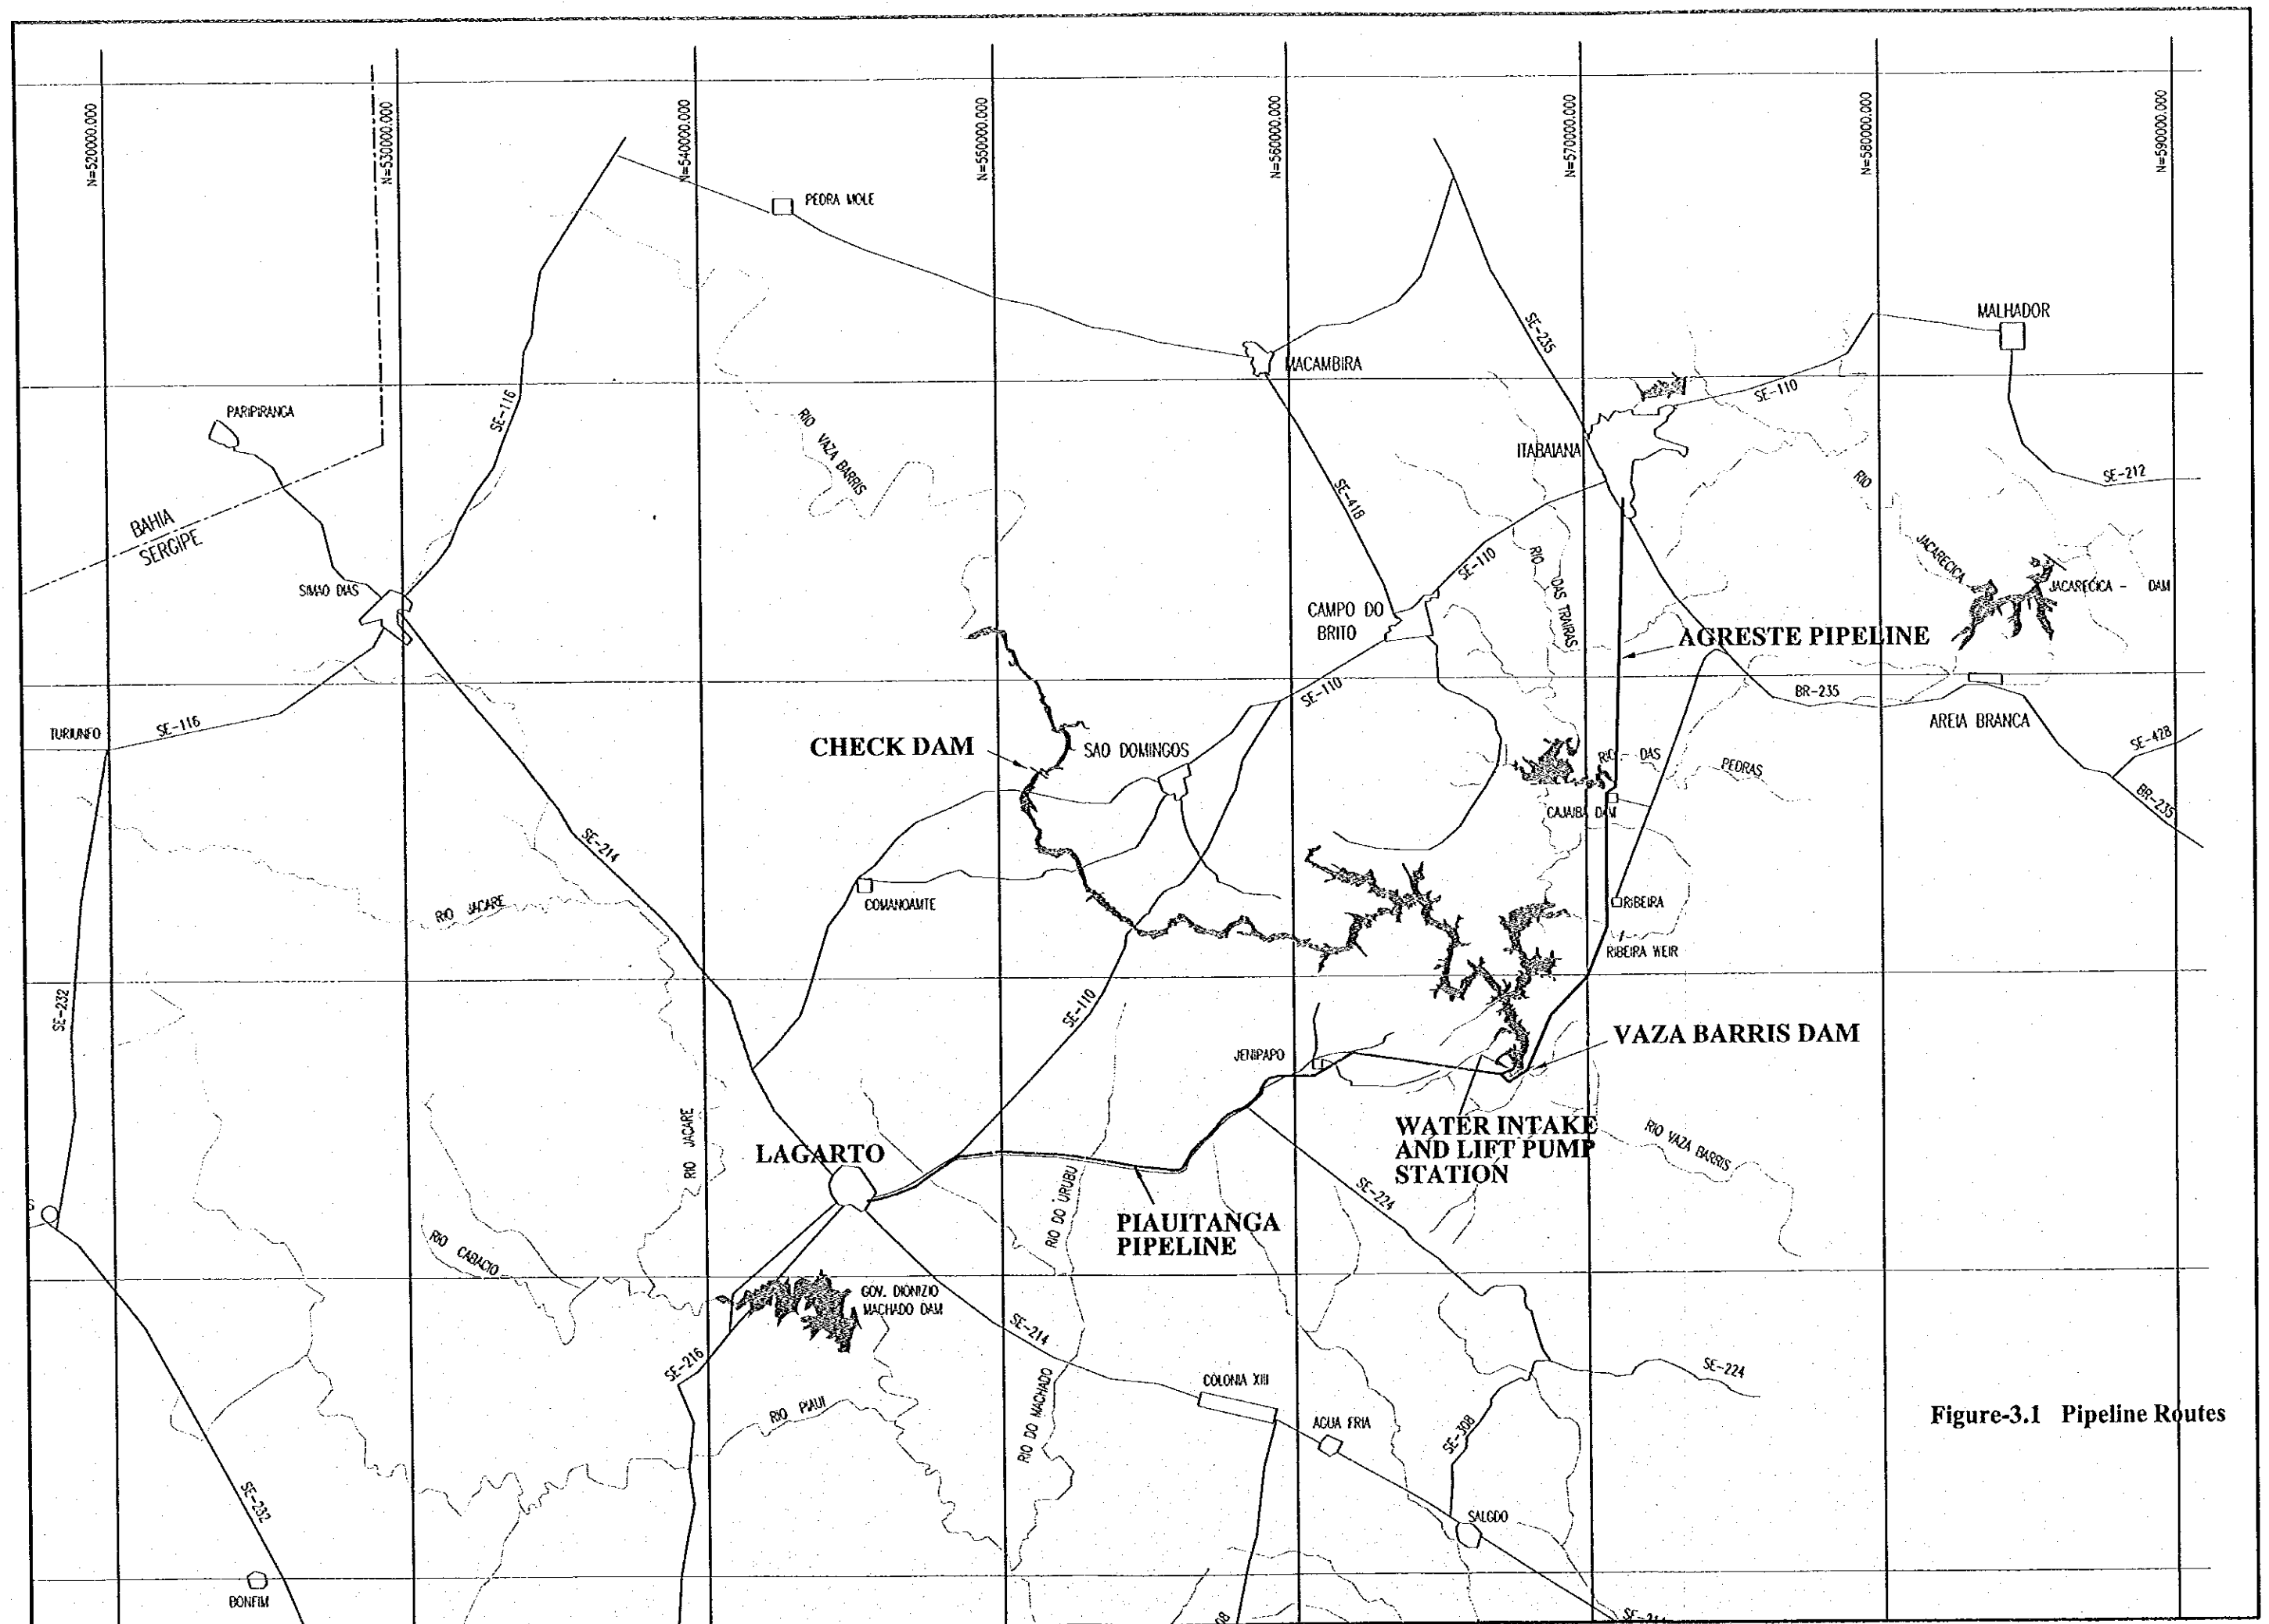 N=520000.000
N=530000.000
N=540000.000
N=550000.000
N=560000.000
N=570000.000
N=580000.000
N=590000.000
PEDRA MOLE
MALHADOR
SE-235
MACAMBIRA
SE-110
PARIPIRANGA
SE-116
RIO VAZA BARRIS
ITABAIANA
SE-212
RIO
SE-418
BAHIA
SERGIPE
SE-110
RIO DAS TRAIRAS
JACARECICA
JACARECICA - DAM
SIMAO DIAS
CAMPO DO
BRITO
AGRESTE PIPELINE
SE-110
BR-235
AREIA BRANCA
SE-116
SE-428
CHECK DAM
SAO DOMINGOS
RIO - DAS
PEDRAS
BR-235
CAJAIBA DAM
SE-214
COMANOAMTE
RIO JACARE
RIBEIRA
RIBEIRA WEIR
SE-232
SE-110
VAZA BARRIS DAM
JENIPAPO
WATER INTAKE
AND LIFT PUMP
STATION
RIO VAZA BARRIS
RIO JACARE
LAGARTO
SE-224
RIO DO URUBU
PIAUITANGA
PIPELINE
RIO CABACIO
GOV. DIONIZIO
MACHADO DAM
SE-214
SE-216
SE-224
COLONIA XIII
RIO DO MACHADO
RIO PIAUI
AGUA FRIA
SE-308
Figure-3.1 Pipeline Routes
SE-232
SALGDO
BONFIM